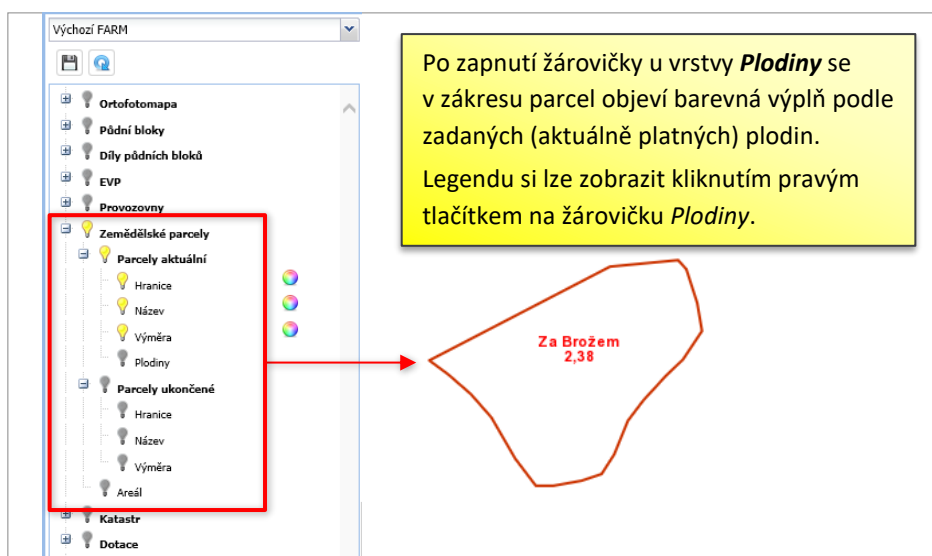 Výchozí FARM
Ortofotomapa
Půdní bloky
Díly půdních bloků
EVP
Provozovny
Zemědělské parcely
Parcely aktuální
Hranice
Název
Výměra
Plodiny
Parcely ukončené
Hranice
Název
Výměra
Areál
Katastr
Dotace
Po zapnutí žárovičky u vrstvy Plodiny se
v zákresu parcel objeví barevná výplň podle
zadaných (aktuálně platných) plodin.
Legendu si lze zobrazit kliknutím pravým
tlačítkem na žárovičku Plodiny.
Za Brožem
2,38